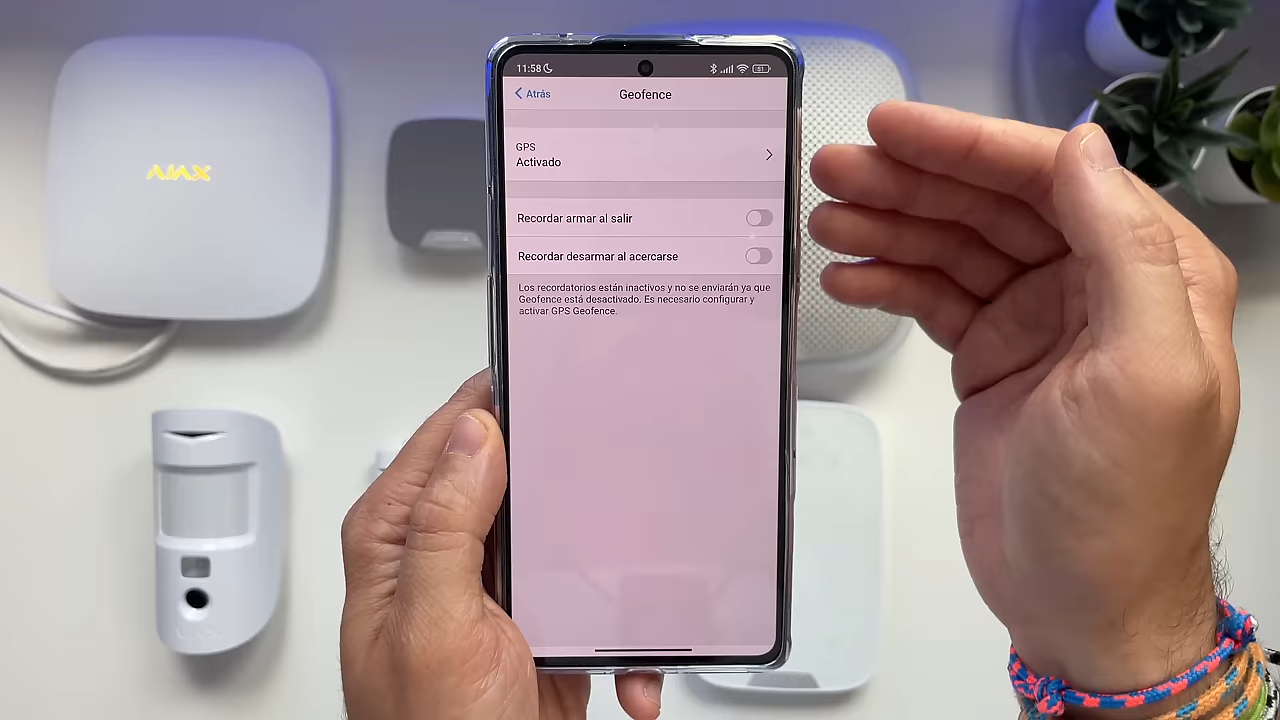 AJAX
11:58
51
Atrás
Geofence
GPS
Activado
Recordar armar al salir
Recordar desarmar al acercarse
Los recordatorios están inactivos y no se enviarán ya que
Geofence está desactivado. Es necesario configurar y
activar GPS Geofence.